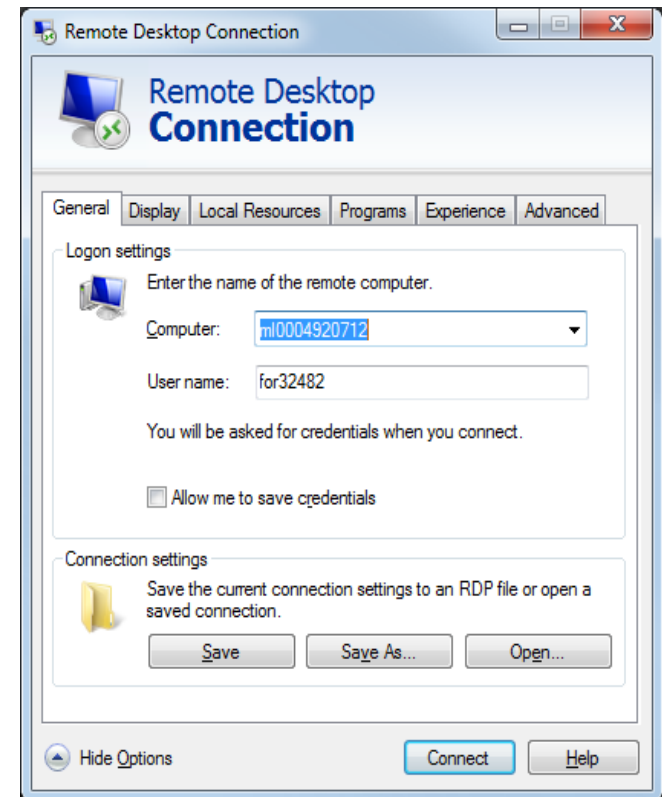 Remote Desktop Connection
Remote Desktop
Connection
General Display Local Resources Programs Experience Advanced
Logon settings
Enter the name of the remote computer.
Computer: ml0004920712
User name: for32482
You will be asked for credentials when you connect.
Allow me to save credentials
Connection settings
Save the current connection settings to an RDP file or open a
saved connection.
Save Save As... Open...
Hide Options Connect Help